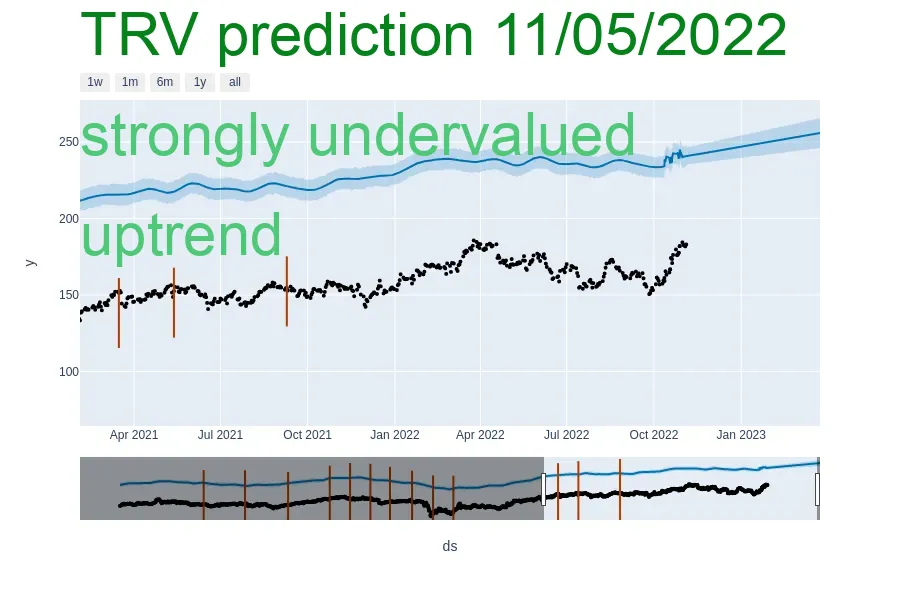 TRV prediction 11/05/2022
1w 1m 6m 1y all
strongly undervalued
uptrend
250
200
150
100
y
Apr 2021 Jul 2021 Oct 2021 Jan 2022 Apr 2022 Jul 2022 Oct 2022 Jan 2023
ds